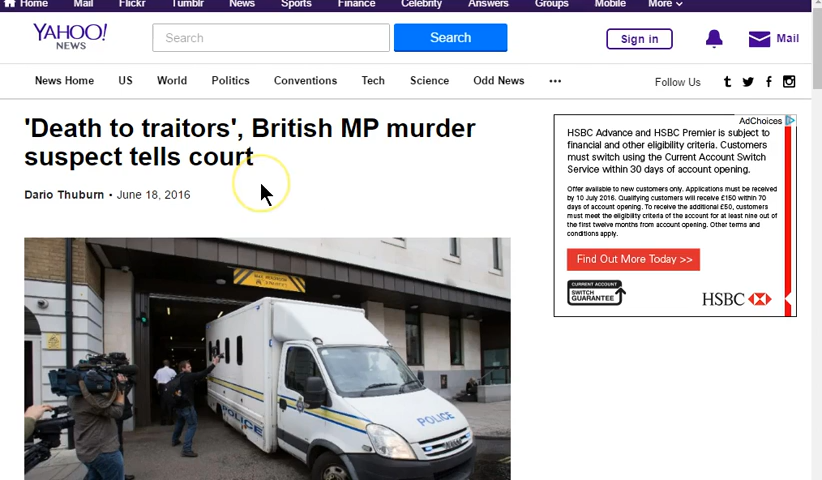 Home Mail Flickr Tumblr News Sports Finance Celebrity Answers Groups Mobile More
YAHOO!
NEWS
Search
Search
Sign in
Mail
News Home US World Politics Conventions Tech Science Odd News ···
Follow Us
'Death to traitors', British MP murder
suspect tells court
Dario Thuburn • June 18, 2016
AdChoices
HSBC Advance and HSBC Premier is subject to
financial and other eligibility criteria. Customers
must switch using the Current Account Switch
Service within 30 days of account opening.
Offer available to new customers only. Applications must be received
by 10 July 2016. Qualifying customers will receive £150 within 70
days of account opening. To receive the additional £50, customers
must meet the eligibility criteria of the account for at least nine out of
the first twelve months from account opening. Other terms and
conditions apply.
Find Out More Today >>
CURRENT ACCOUNT
SWITCH
GUARANTEE
HSBC
POLICE
POLICE